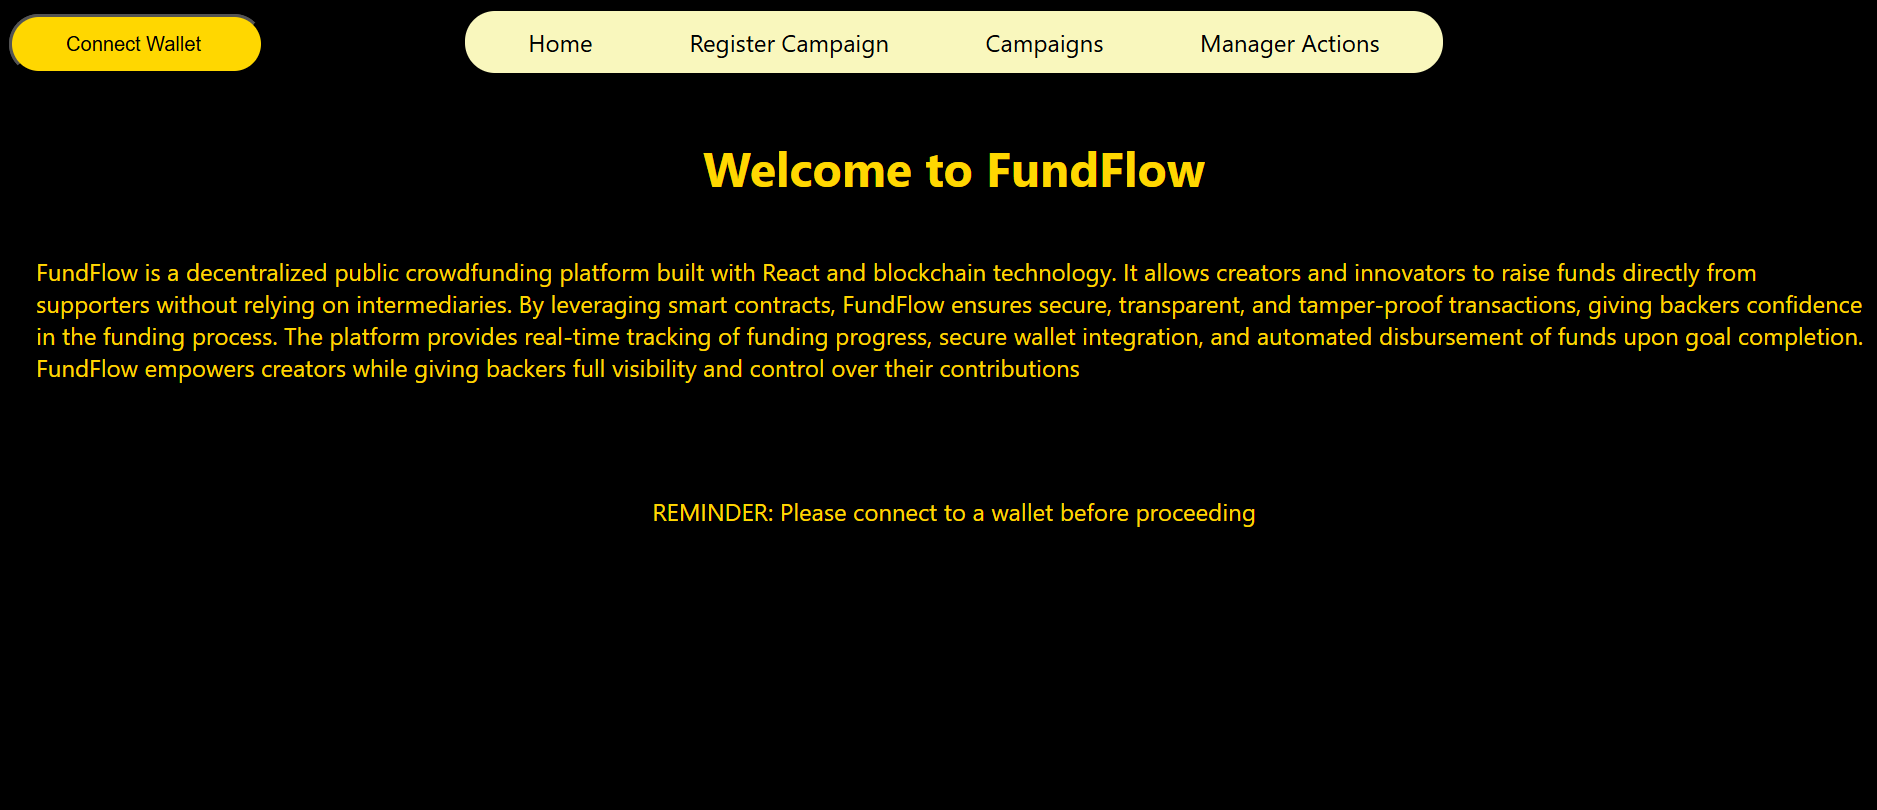 Connect Wallet
Home
Register Campaign
Campaigns
Manager Actions
Welcome to FundFlow
FundFlow is a decentralized public crowdfunding platform built with React and blockchain technology. It allows creators and innovators to raise funds directly from
supporters without relying on intermediaries. By leveraging smart contracts, FundFlow ensures secure, transparent, and tamper-proof transactions, giving backers confidence
in the funding process. The platform provides real-time tracking of funding progress, secure wallet integration, and automated disbursement of funds upon goal completion.
FundFlow empowers creators while giving backers full visibility and control over their contributions
REMINDER: Please connect to a wallet before proceeding